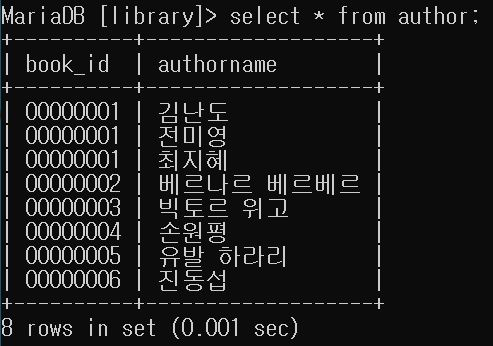 MariaDB [library]> select * from author;
+----------+-------------------+
| book_id | authorname |
+----------+-------------------+
| 00000001 | 김난도 |
| 00000001 | 전미영 |
| 00000001 | 최지혜 |
| 00000002 | 베르나르 베르베르 |
| 00000003 | 빅토르 위고 |
| 00000004 | 손원평 |
| 00000005 | 유발 하라리 |
| 00000006 | 진동섭 |
+----------+-------------------+
8 rows in set (0.001 sec)